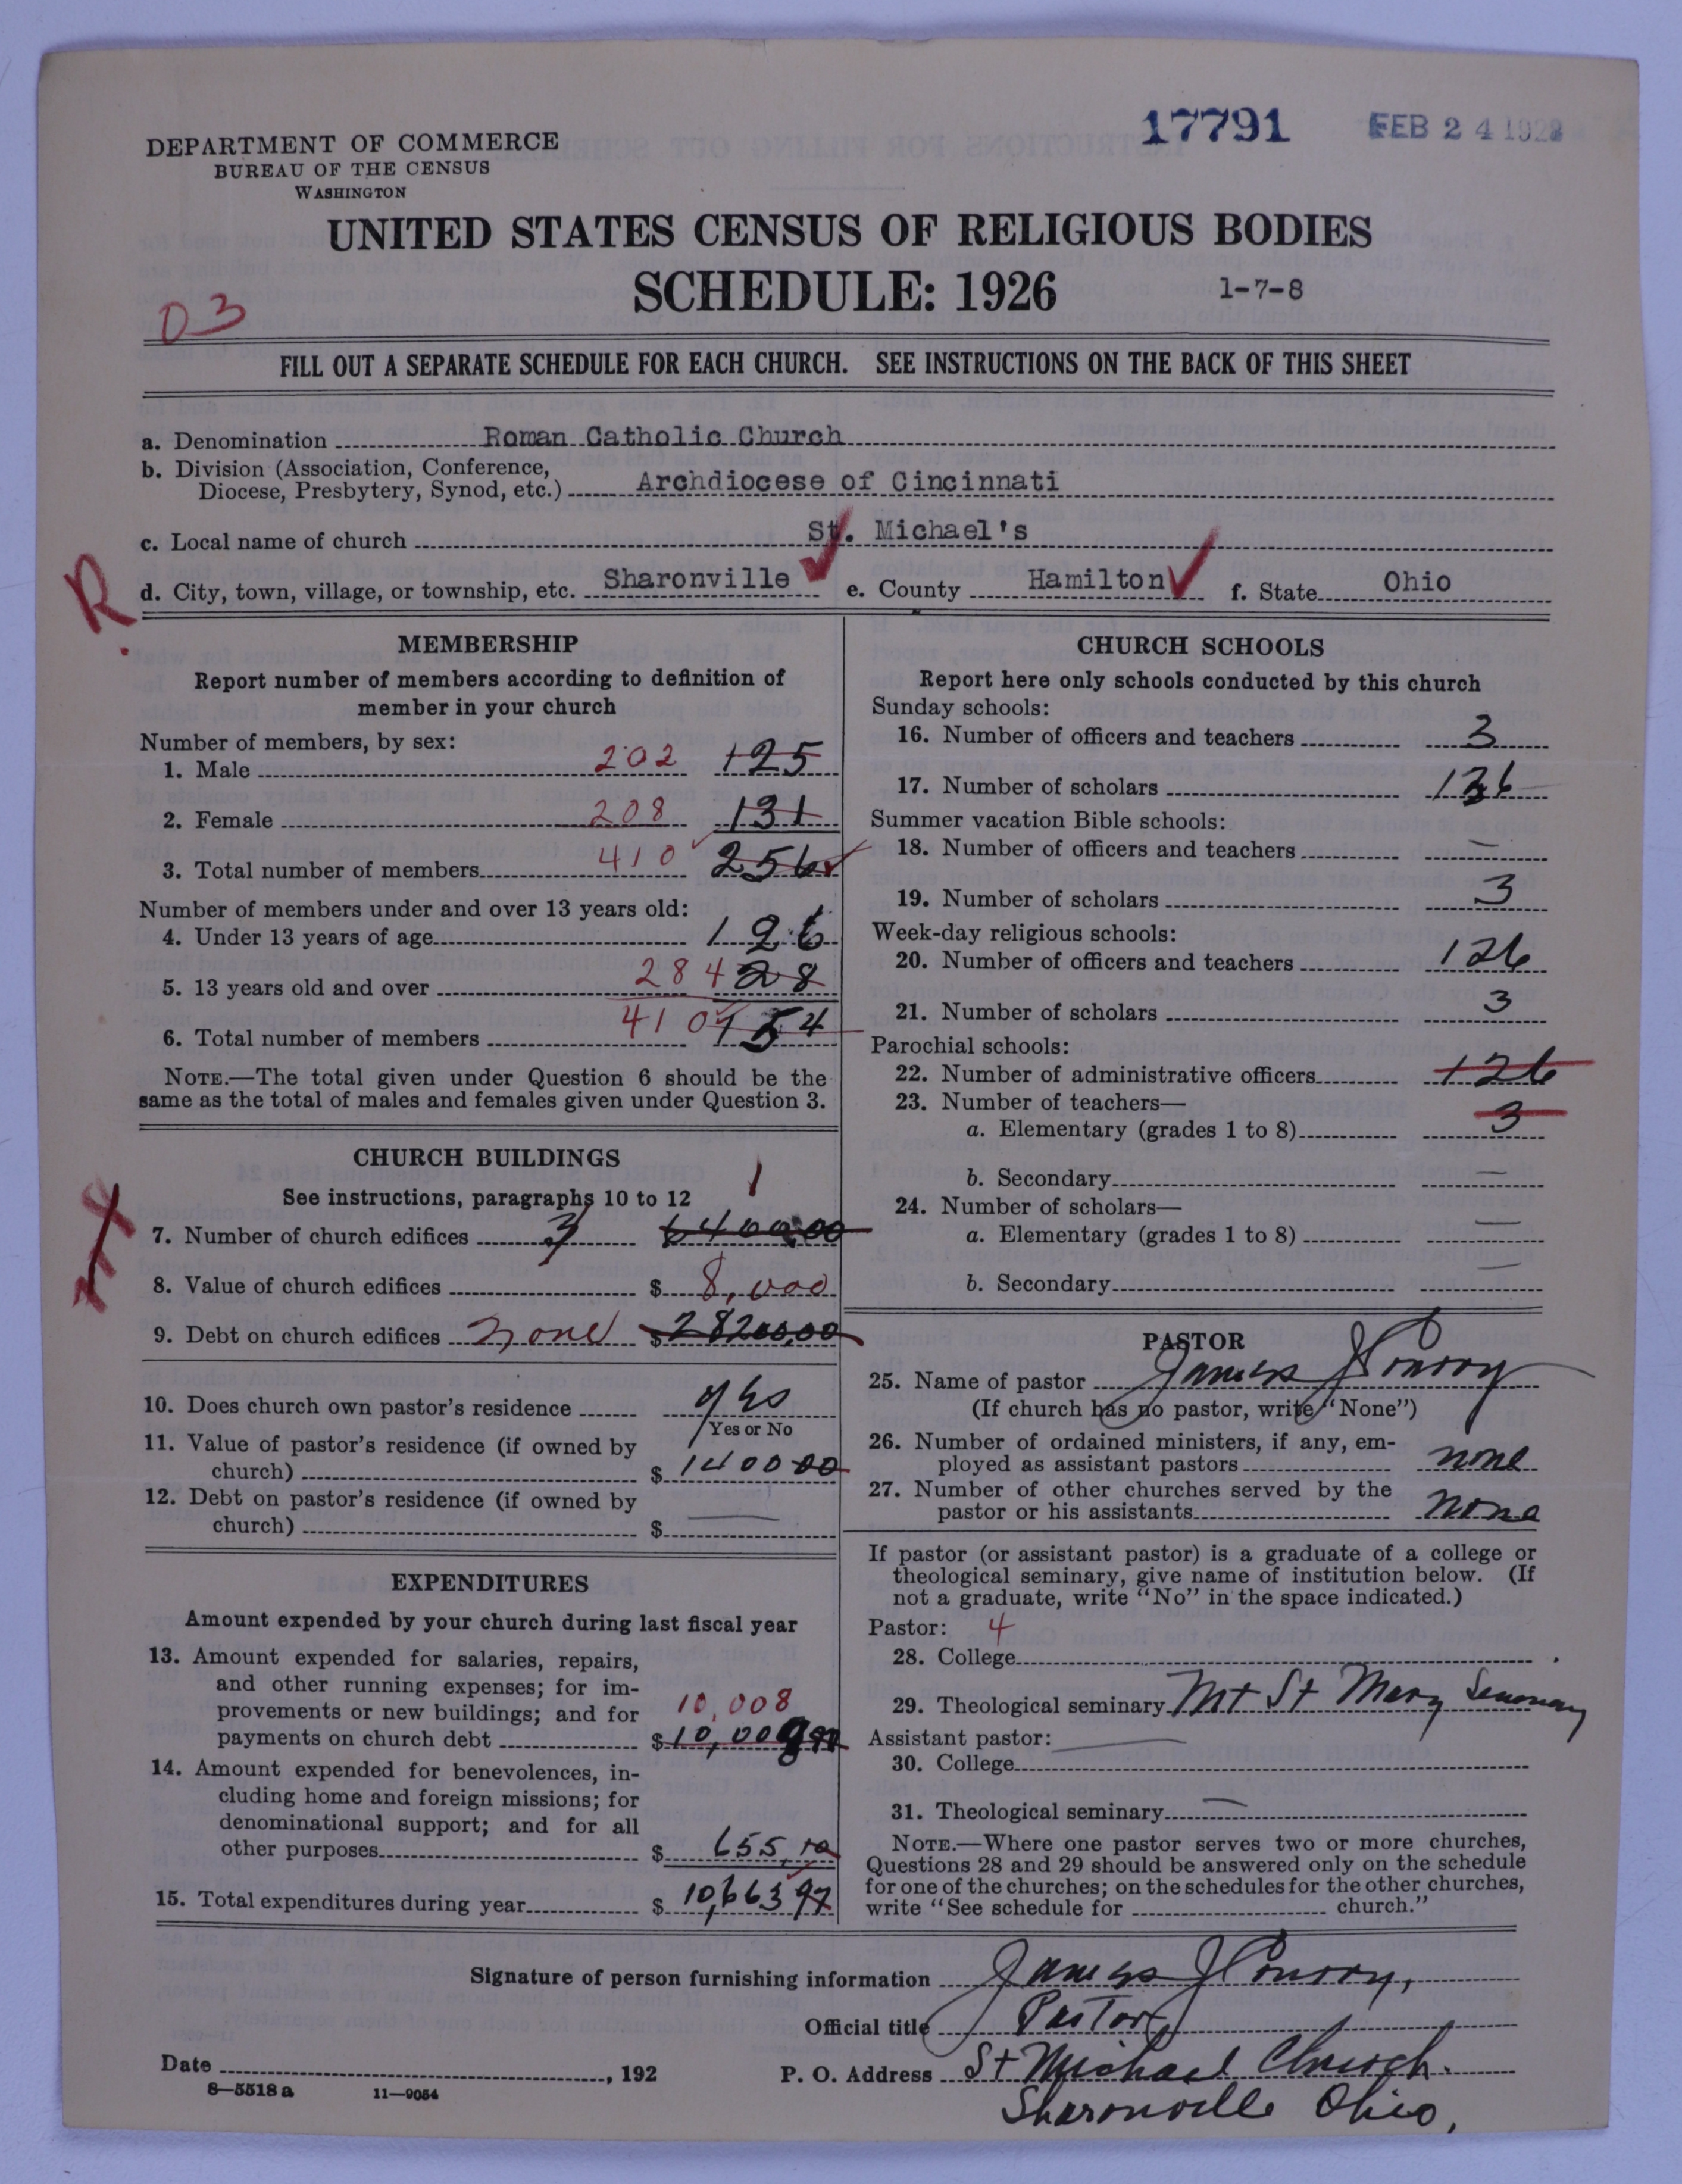 17791 FEB 24 1928
DEPARTMENT OF COMMERCE
BUREAU OF THE CENSUS
WASHINGTON
UNITED STATES CENSUS OF RELIGIOUS BODIES
SCHEDULE: 1926 1-7-8
03
FILL OUT A SEPARATE SCHEDULE FOR EACH CHURCH. SEE INSTRUCTIONS ON THE BACK OF THIS SHEET
a. Denomination Roman Catholic Church
b. Division (Association, Conference,
Diocese, Presbytery, Synod, etc.) Archdiocese of Cincinnati
c. Local name of church St. Michael's
R.
d. City, town, village, or township, etc. Sharonville e. County Hamilton f. State Ohio
MEMBERSHIP
Report number of members according to definition of
member in your church
Number of members, by sex:
1. Male 202 125
2. Female 208 131
3. Total number of members 410 256
Number of members under and over 13 years old:
4. Under 13 years of age 126
5. 13 years old and over 284 28
6. Total number of members 410 154
NOTE.—The total given under Question 6 should be the
same as the total of males and females given under Question 3.
CHURCH BUILDINGS
See instructions, paragraphs 10 to 12 1
7. Number of church edifices 3
8. Value of church edifices $ 8,000
9. Debt on church edifices none $ 282000,00
10. Does church own pastor's residence yes
Yes or No
11. Value of pastor's residence (if owned by
church) $ 140000
12. Debt on pastor's residence (if owned by
church) $
EXPENDITURES
Amount expended by your church during last fiscal year
13. Amount expended for salaries, repairs,
and other running expenses; for im-
provements or new buildings; and for 10,008
payments on church debt $ 10,008
14. Amount expended for benevolences, in-
cluding home and foreign missions; for
denominational support; and for all
other purposes $ 655,10
15. Total expenditures during year $ 10,663 97
CHURCH SCHOOLS
Report here only schools conducted by this church
Sunday schools:
16. Number of officers and teachers 3
17. Number of scholars 126
Summer vacation Bible schools:
18. Number of officers and teachers —
19. Number of scholars 3
Week-day religious schools:
20. Number of officers and teachers 126
21. Number of scholars 3
Parochial schools:
22. Number of administrative officers 126
23. Number of teachers— 3
a. Elementary (grades 1 to 8)
b. Secondary —
24. Number of scholars—
a. Elementary (grades 1 to 8) —
b. Secondary —
PASTOR
25. Name of pastor James J Conroy
(If church has no pastor, write "None")
26. Number of ordained ministers, if any, em-
ployed as assistant pastors none
27. Number of other churches served by the
pastor or his assistants none
If pastor (or assistant pastor) is a graduate of a college or
theological seminary, give name of institution below. (If
not a graduate, write "No" in the space indicated.)
Pastor: 4
28. College
29. Theological seminary Mt St Mary Seminary
Assistant pastor: —
30. College
31. Theological seminary —
NOTE.—Where one pastor serves two or more churches,
Questions 28 and 29 should be answered only on the schedule
for one of the churches; on the schedules for the other churches,
write "See schedule for church."
Signature of person furnishing information James J Conroy,
Official title Pastor
Date , 192 P. O. Address St Michael Church.
8—5518a 11—9054 Sharonville Ohio,